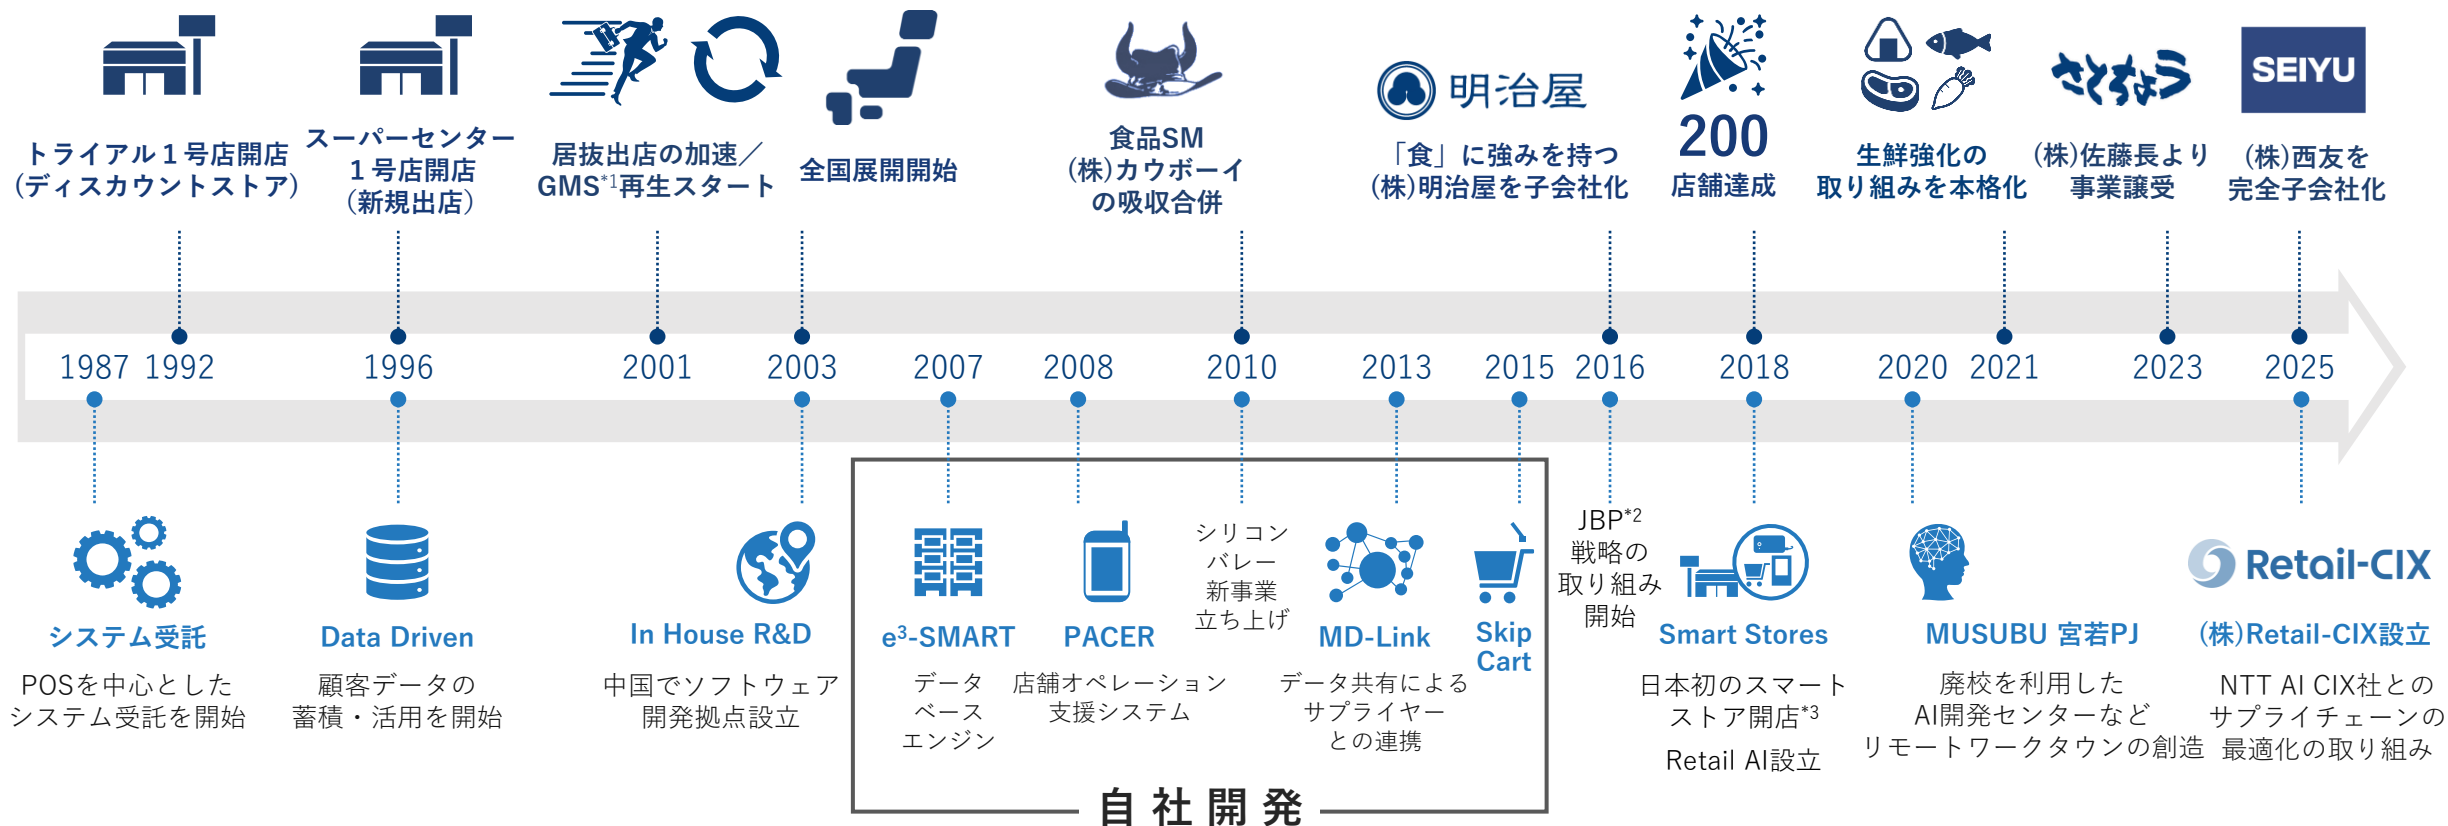 トライアル１号店開店
(ディスカウントストア)
スーパーセンター
１号店開店
(新規出店)
居抜出店の加速／
GMS*1再生スタート
全国展開開始
食品SM
(株)カウボーイ
の吸収合併
明治屋
「食」に強みを持つ
(株)明治屋を子会社化
200
店舗達成
生鮮強化の
取り組みを本格化
さとちょう
(株)佐藤長より
事業譲受
SEIYU
(株)西友を
完全子会社化
1987 1992 1996 2001 2003 2007 2008 2010 2013 2015 2016 2018 2020 2021 2023 2025
システム受託
POSを中心とした
システム受託を開始
Data Driven
顧客データの
蓄積・活用を開始
In House R&D
中国でソフトウェア
開発拠点設立
e3-SMART
データ
ベース
エンジン
PACER
店舗オペレーション
支援システム
シリコン
バレー
新事業
立ち上げ
MD-Link
データ共有による
サプライヤー
との連携
Skip
Cart
自社開発
JBP*2
戦略の
取り組み
開始
Smart Stores
日本初のスマート
ストア開店*3
Retail AI設立
MUSUBU 宮若PJ
廃校を利用した
AI開発センターなど
リモートワークタウンの創造
Retail-CIX
(株)Retail-CIX設立
NTT AI CIX社との
サプライチェーンの
最適化の取り組み